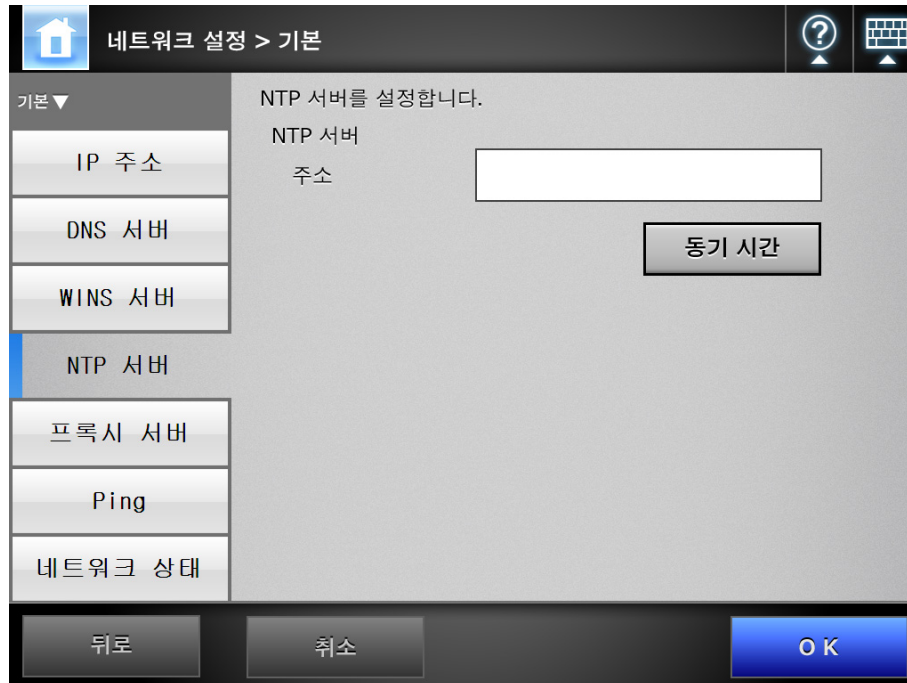 네트워크 설정 > 기본
?
기본▼
IP 주소
DNS 서버
WINS 서버
NTP 서버
프록시 서버
Ping
네트워크 상태
NTP 서버를 설정합니다.
NTP 서버
주소
동기 시간
뒤로
취소
OK